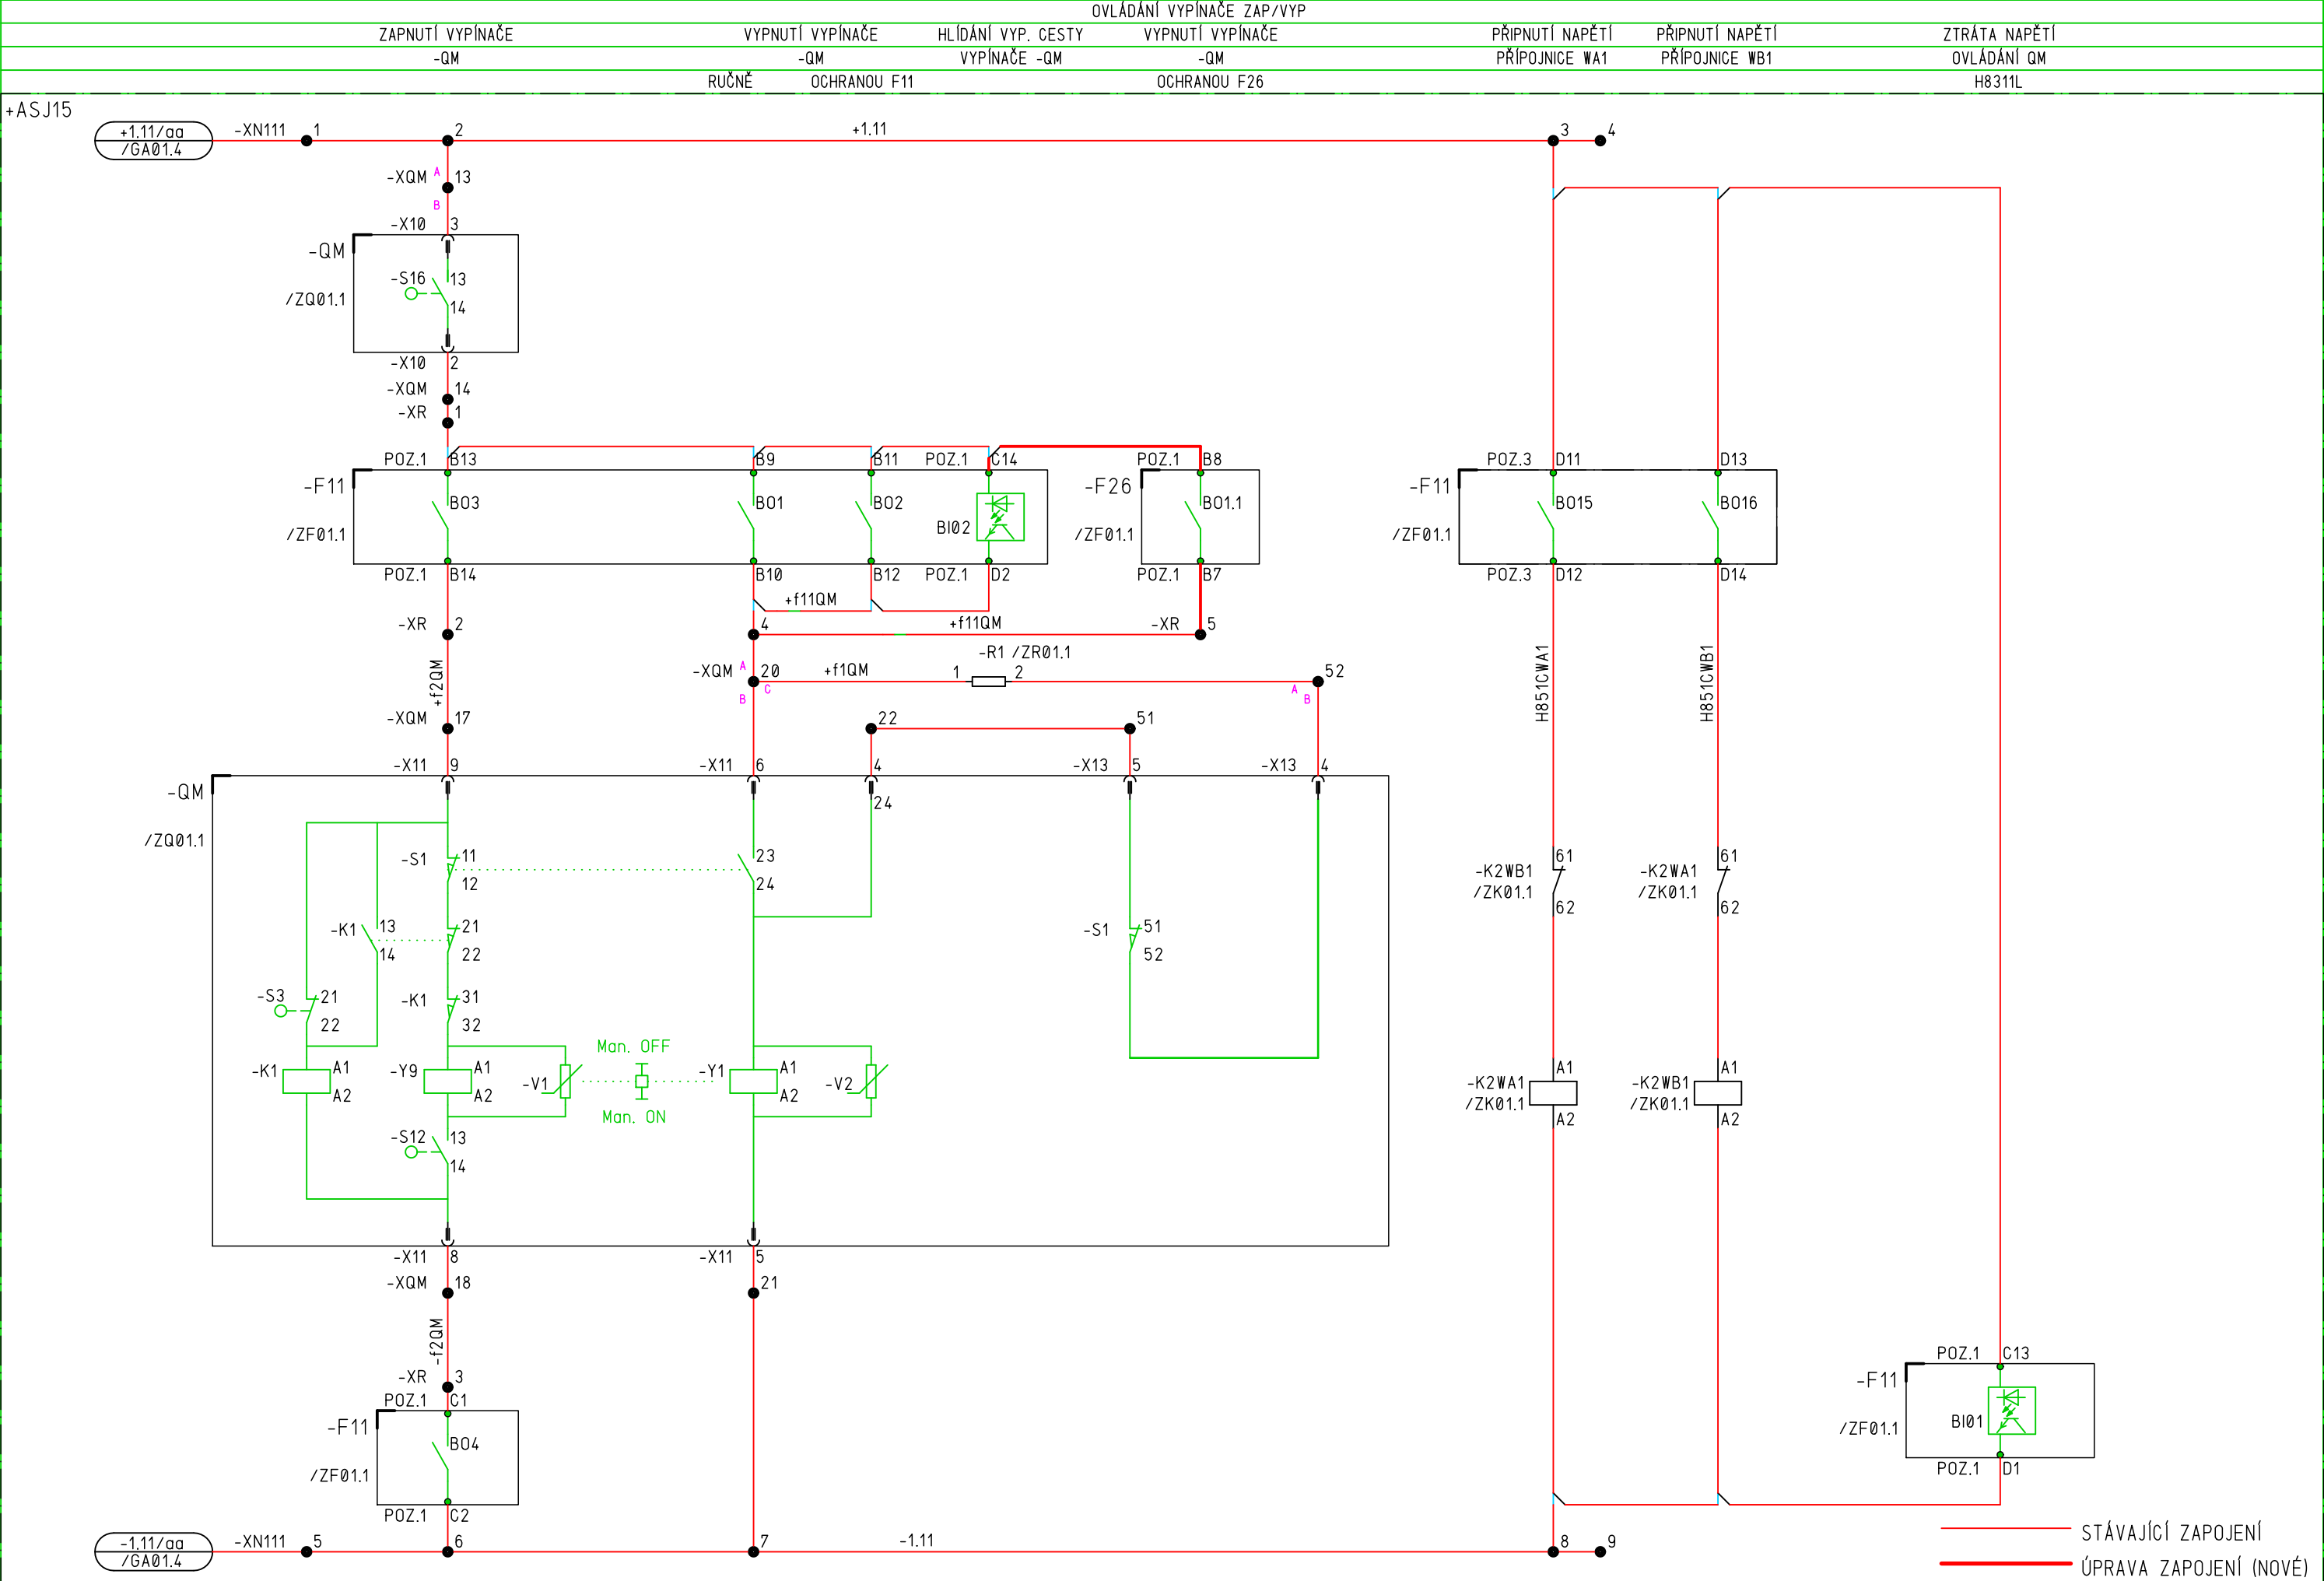 OVLÁDÁNÍ VYPÍNAČE ZAP/VYP
ZAPNUTÍ VYPÍNAČE VYPNUTÍ VYPÍNAČE HLÍDÁNÍ VYP. CESTY VYPNUTÍ VYPÍNAČE PŘIPNUTÍ NAPĚTÍ PŘIPNUTÍ NAPĚTÍ ZTRÁTA NAPĚTÍ
-QM -QM VYPÍNAČE -QM -QM PŘÍPOJNICE WA1 PŘÍPOJNICE WB1 OVLÁDÁNÍ QM
RUČNĚ OCHRANOU F11 OCHRANOU F26 H8311L
+ASJ15
+1.11/aa -XN111 1 2 +1.11 3 4
/GA01.4
-XQM A 13
B
-X10 3
-QM
-S16 13
/ZQ01.1
14
-X10 2
-XQM 14
-XR 1
POZ.1 B13 B9 B11 POZ.1 C14 POZ.1 B8 POZ.3 D11 D13
-F11 -F26 -F11
BO3 BO1 BO2 BO1.1 BO15 BO16
BI02
/ZF01.1 /ZF01.1 /ZF01.1
POZ.1 B14 B10 B12 POZ.1 D2 POZ.1 B7 POZ.3 D12 D14
+f11QM
-XR 2 4 +f11QM -XR 5
-R1 /ZR01.1
+f2QM
-XQM A 20 +f1QM 1 2 52
B C A B
H851CWA1 H851CWB1
-XQM 17 22 51
-X11 9 -X11 6 4 -X13 5 -X13 4
-QM
24
/ZQ01.1
-S1 11 23
12 24
-K2WB1 61 -K2WA1 61
/ZK01.1 /ZK01.1
62 62
-K1 13 21 -S1 51
14 22 52
-S3 21 -K1 31
22 32
Man. OFF
-K1 A1 -Y9 A1 -V1 -Y1 A1 -V2
A2 A2 A2
Man. ON
-K2WA1 A1 -K2WB1 A1
/ZK01.1 /ZK01.1
A2 A2
-S12 13
14
-X11 8 -X11 5
-XQM 18 21
-f2QM
-XR 3
POZ.1 C1
-F11
BO4
/ZF01.1
POZ.1 C2
POZ.1 C13
-F11
BI01
/ZF01.1
POZ.1 D1
-1.11/aa -XN111 5 6 7 -1.11 8 9
/GA01.4
STÁVAJÍCÍ ZAPOJENÍ
ÚPRAVA ZAPOJENÍ (NOVÉ)